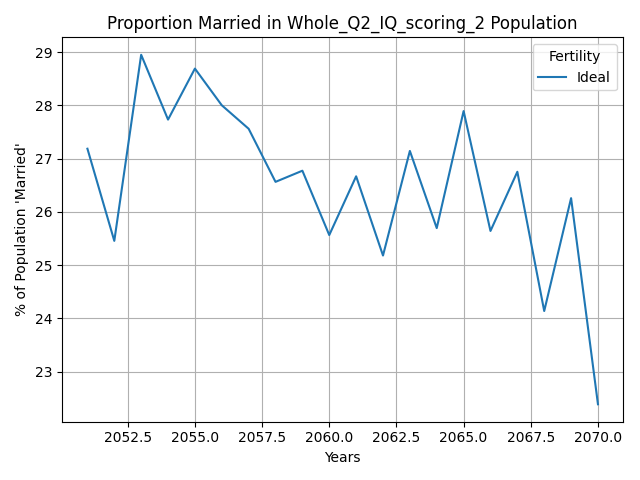 Proportion Married in Whole_Q2_IQ_scoring_2 Population
29
28
27
26
25
24
23
% of Population 'Married'
Fertility
Ideal
2052.5 2055.0 2057.5 2060.0 2062.5 2065.0 2067.5 2070.0
Years